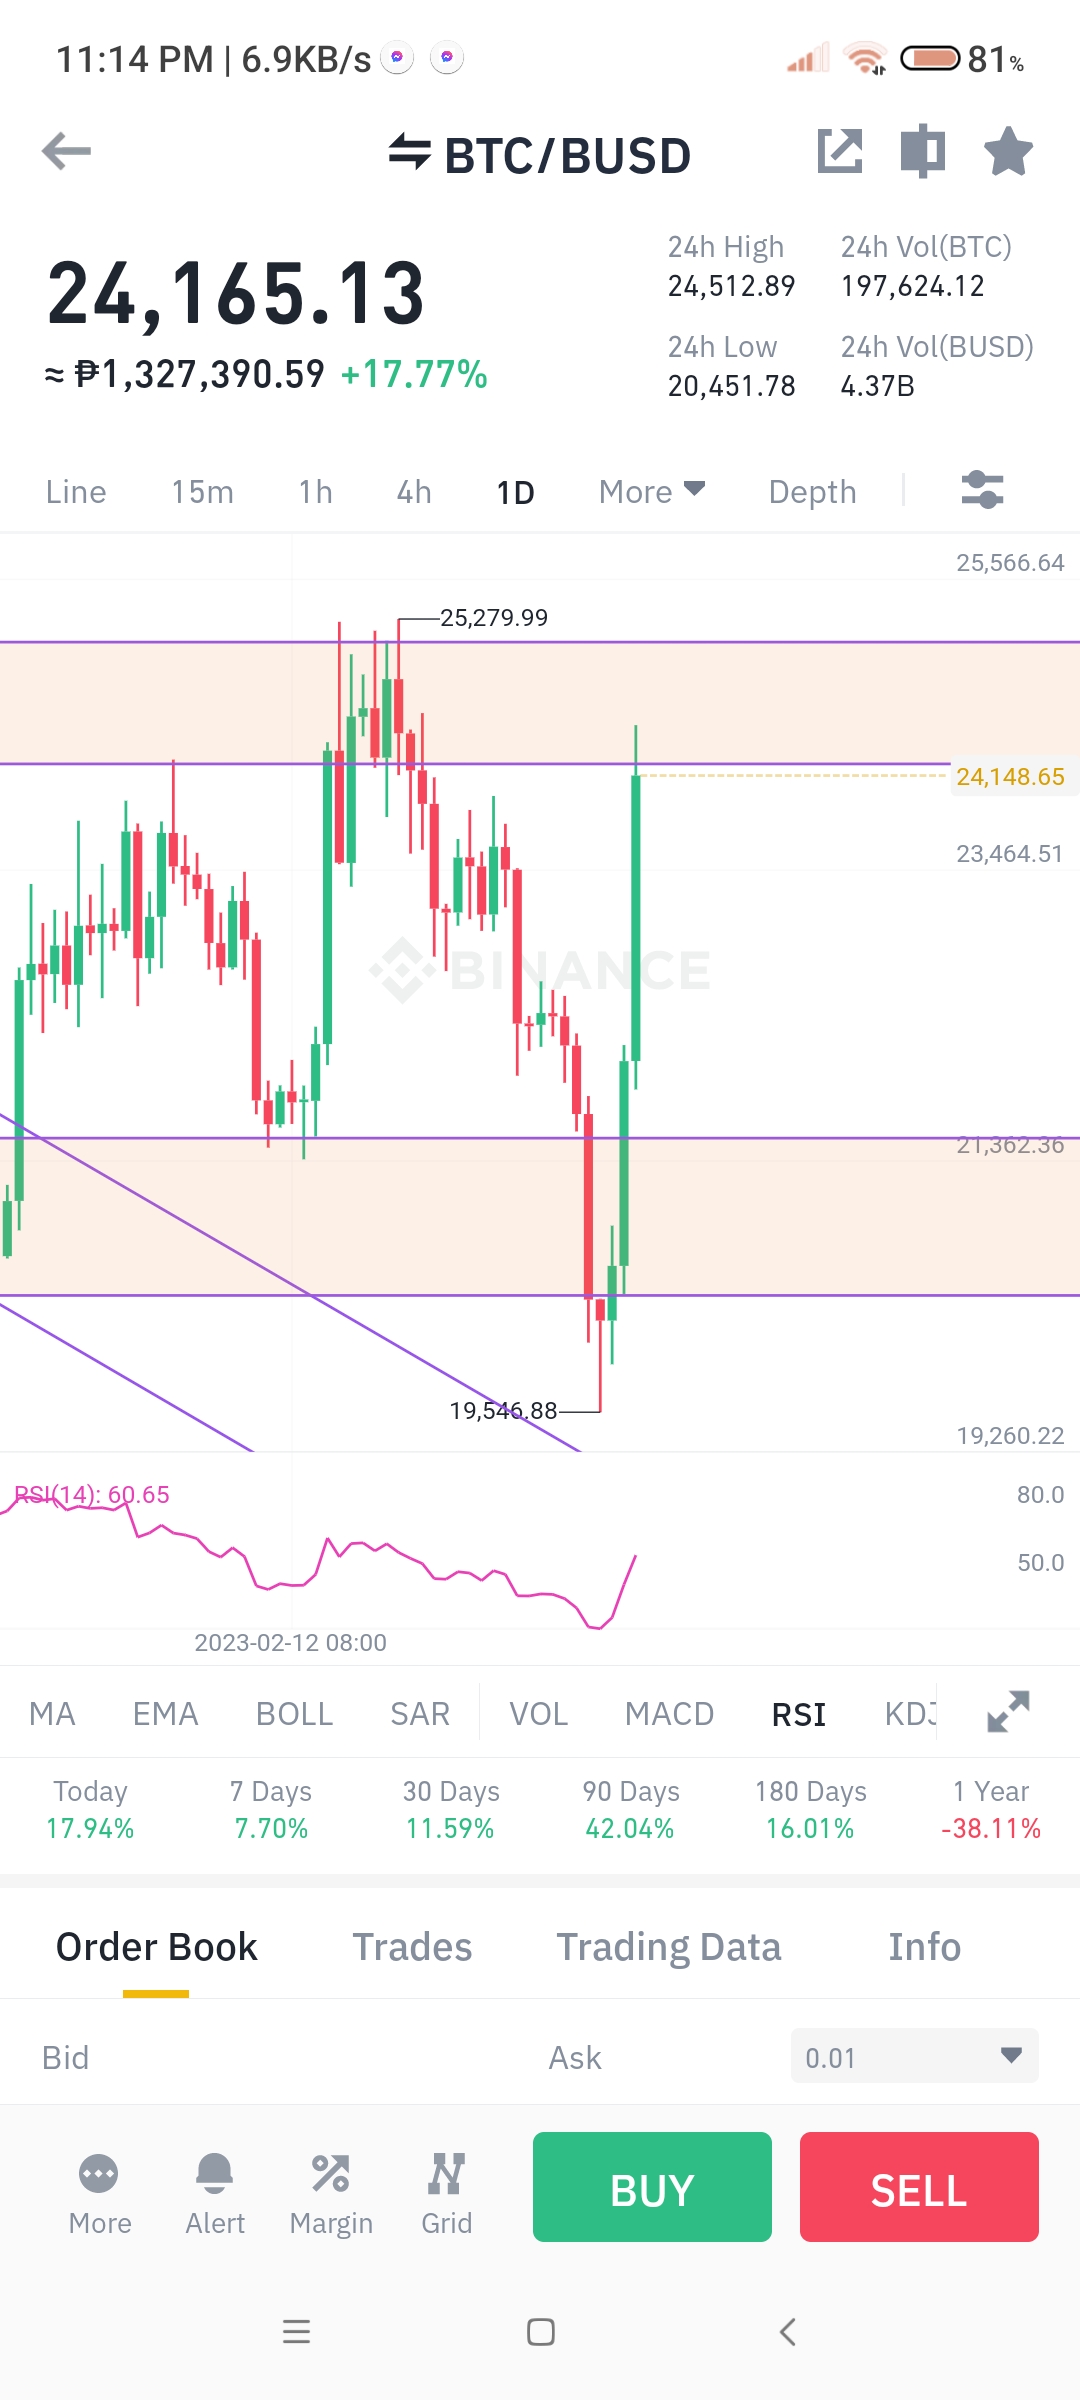 11:14 PM | 6.9KB/s 81%
BTC/BUSD
24,165.13
≈ ₱1,327,390.59 +17.77%
24h High 24h Vol(BTC)
24,512.89 197,624.12
24h Low 24h Vol(BUSD)
20,451.78 4.37B
Line 15m 1h 4h 1D More Depth
25,566.64
25,279.99
24,148.65
23,464.51
BINANCE
21,362.36
19,546.88
19,260.22
RSI(14): 60.65 80.0
50.0
2023-02-12 08:00
MA EMA BOLL SAR VOL MACD RSI KDJ
Today 7 Days 30 Days 90 Days 180 Days 1 Year
17.94% 7.70% 11.59% 42.04% 16.01% -38.11%
Order Book Trades Trading Data Info
Bid Ask 0.01
More Alert Margin Grid BUY SELL